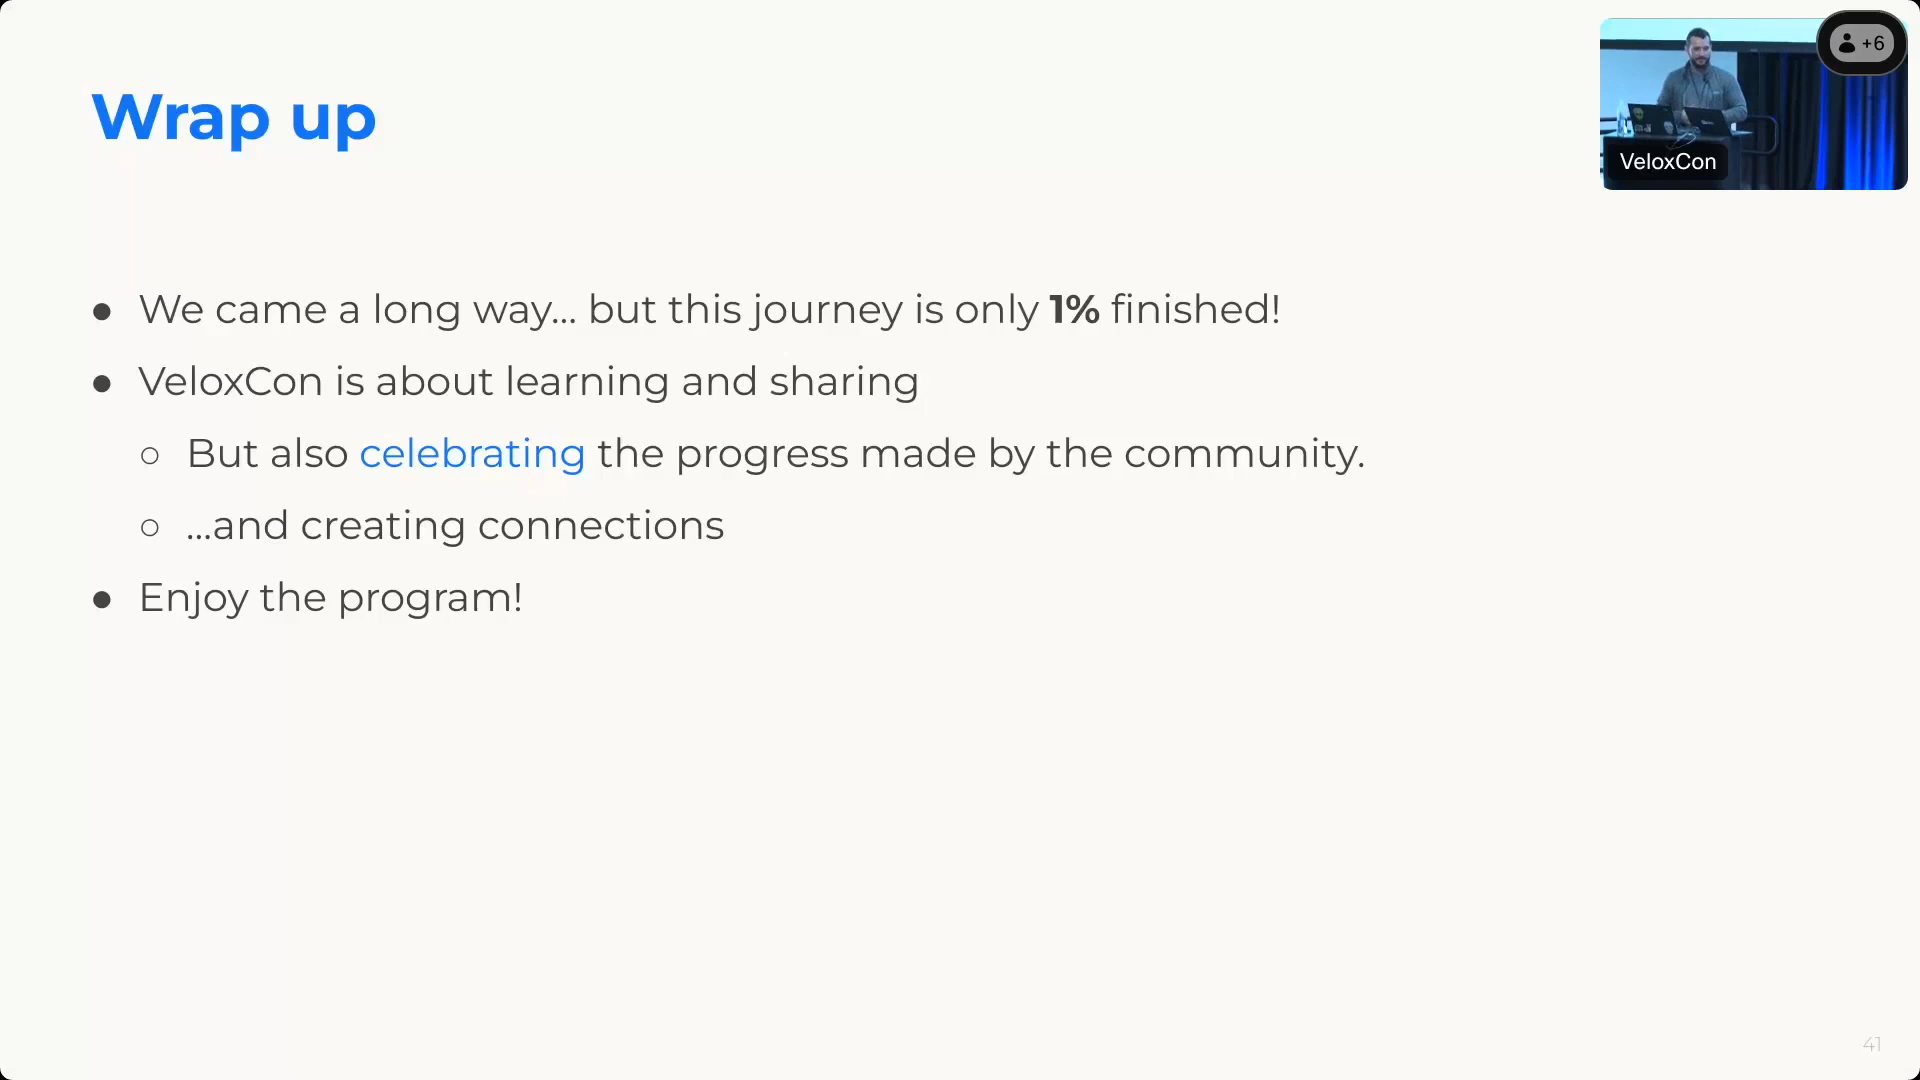 Wrap up
+6
VeloxCon
● We came a long way… but this journey is only 1% finished!
● VeloxCon is about learning and sharing
○ But also celebrating the progress made by the community.
○ …and creating connections
● Enjoy the program!
41